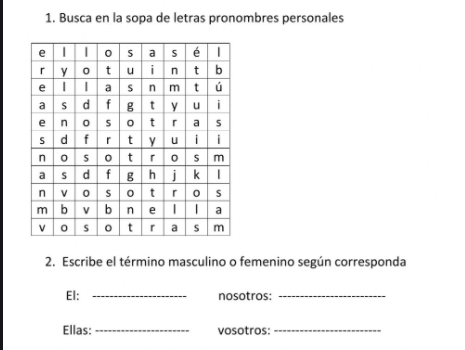 1. Busca en la sopa de letras pronombres personales
e l l o s a s é l
r y o t u i n t b
e l l a s n m t ú
a s d f g t y u i
e n o s o t r a s
s d f r t y u i i
n o s o t r o s m
a s d f g h j k l
n v o s o t r o s
m b v b n e l l a
v o s o t r a s m
2. Escribe el término masculino o femenino según corresponda
El: ---------------------- nosotros: -------------------------
Ellas: ---------------------- vosotros: -------------------------